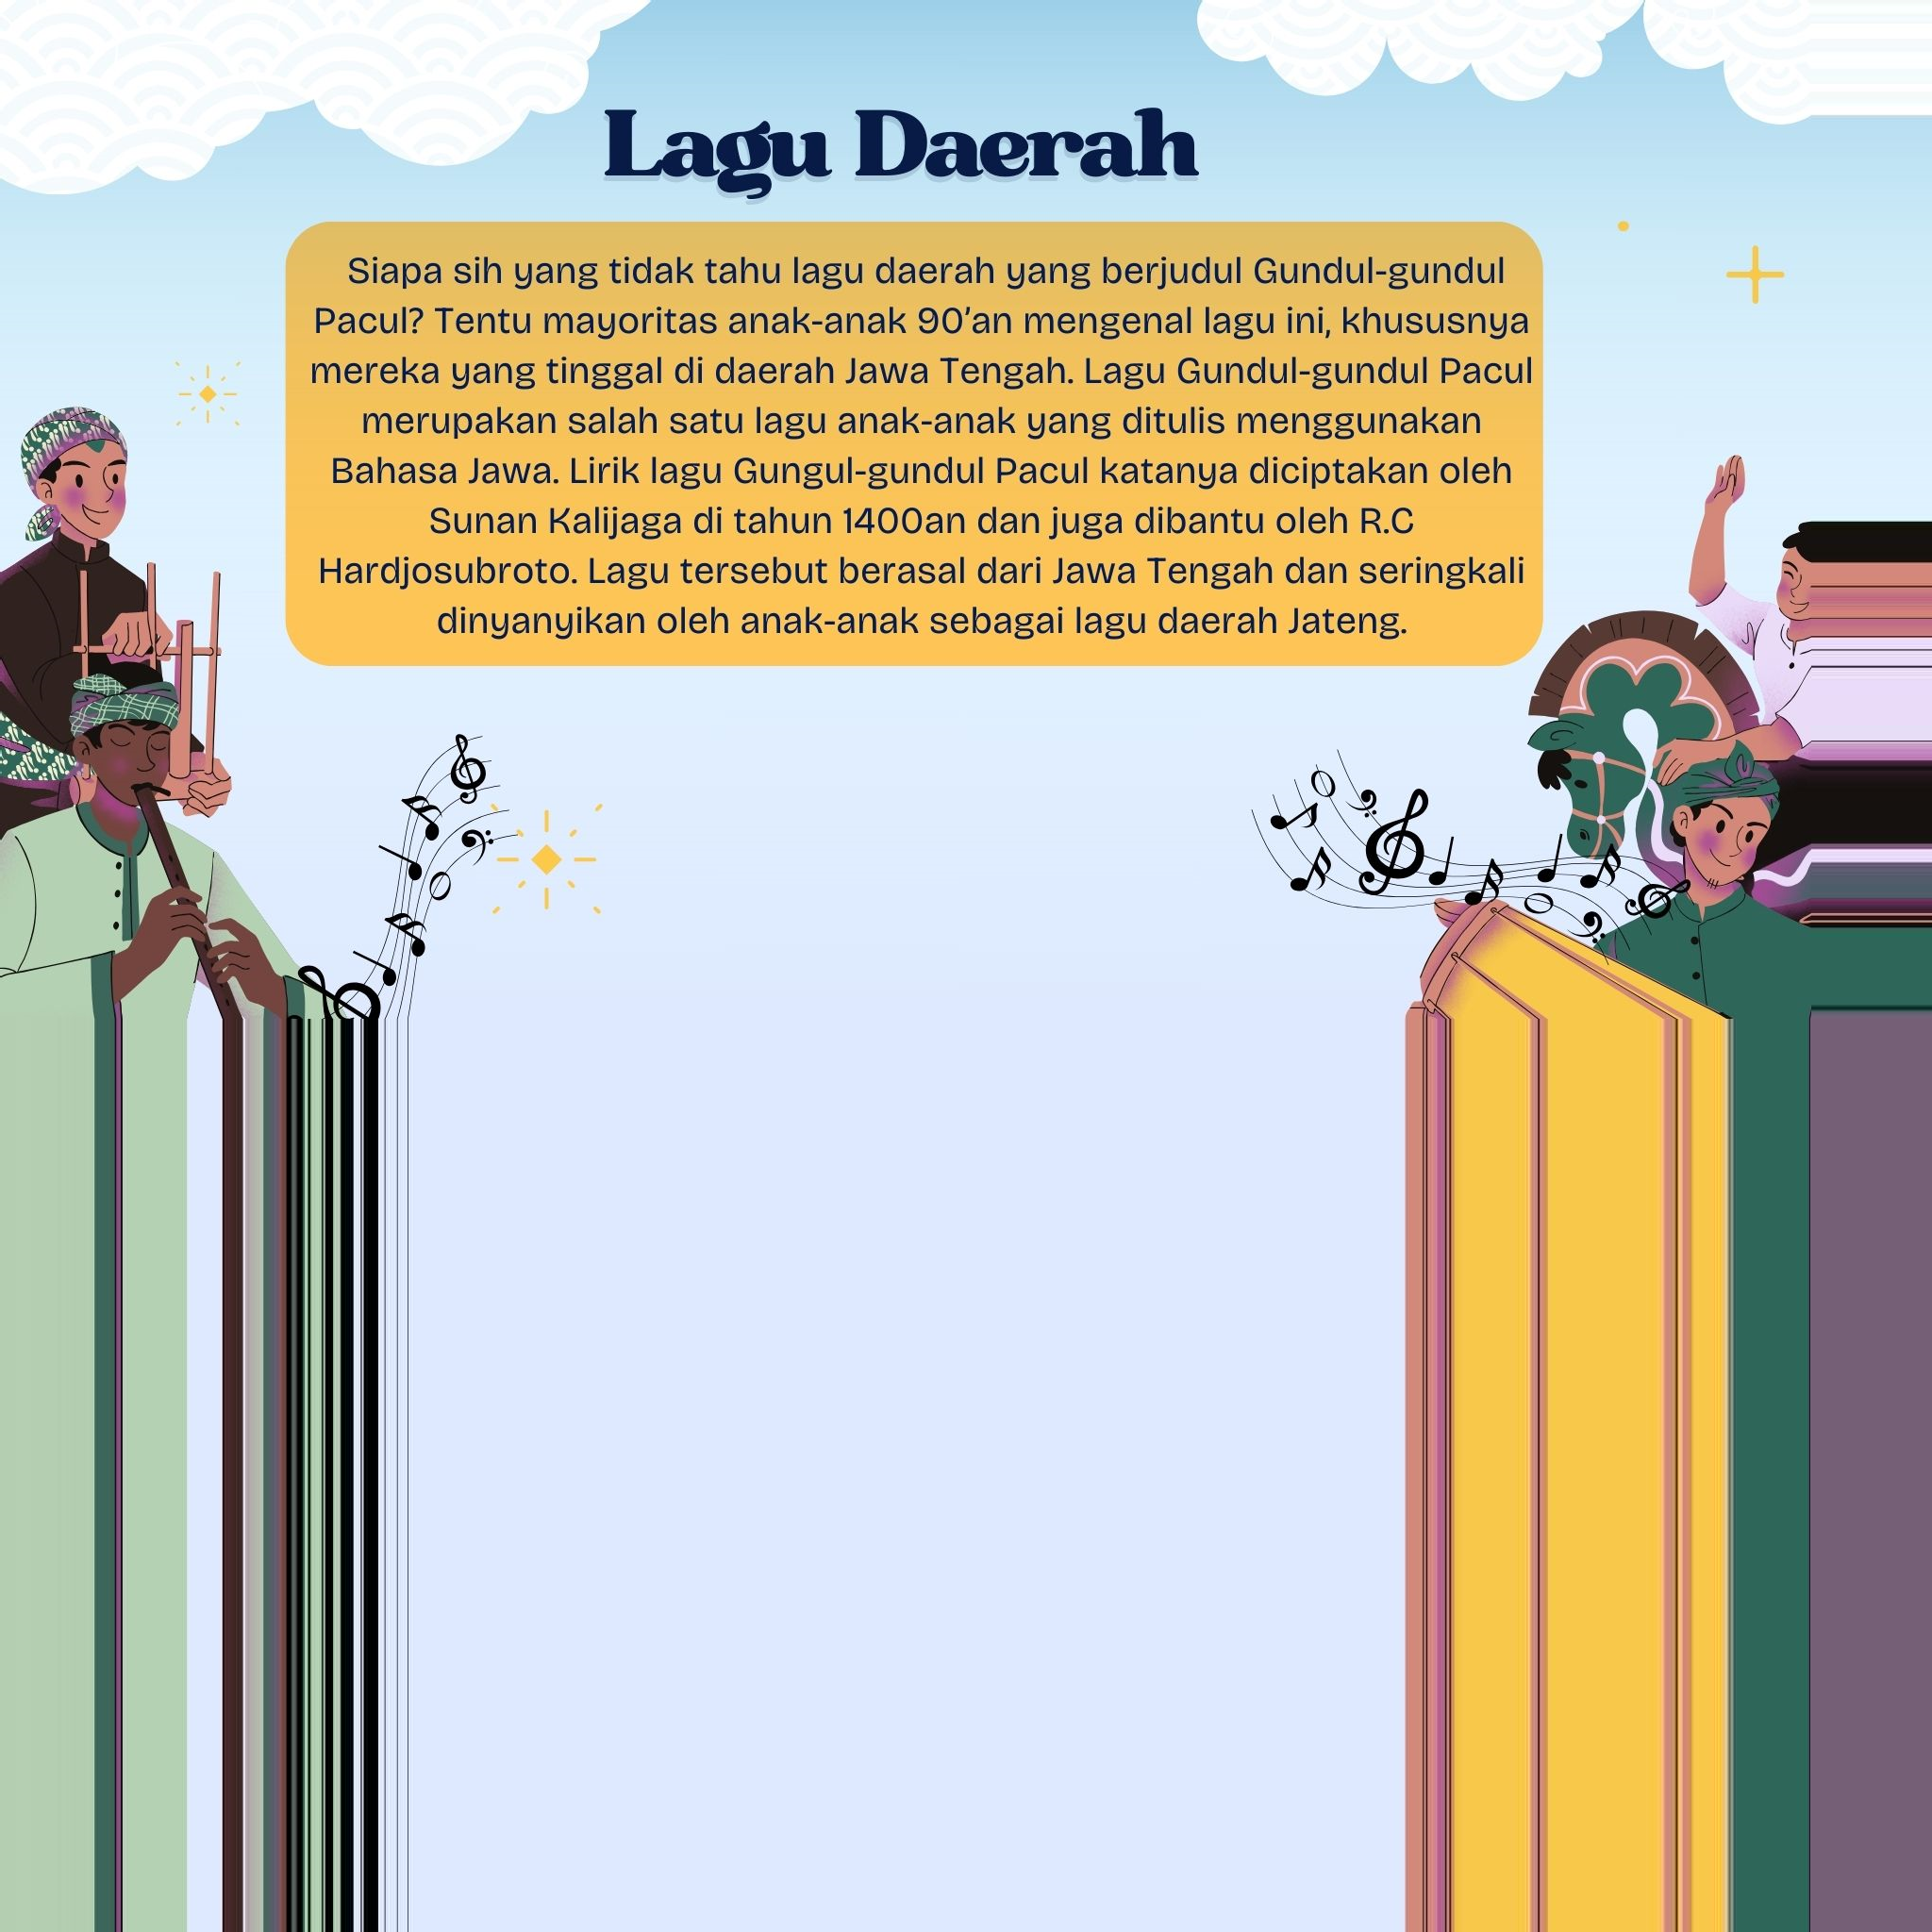 Lagu Daerah
Siapa sih yang tidak tahu lagu daerah yang berjudul Gundul-gundul
Pacul? Tentu mayoritas anak-anak 90'an mengenal lagu ini, khususnya
mereka yang tinggal di daerah Jawa Tengah. Lagu Gundul-gundul Pacul
merupakan salah satu lagu anak-anak yang ditulis menggunakan
Bahasa Jawa. Lirik lagu Gungul-gundul Pacul katanya diciptakan oleh
Sunan Kalijaga di tahun 1400an dan juga dibantu oleh R.C
Hardjosubroto. Lagu tersebut berasal dari Jawa Tengah dan seringkali
dinyanyikan oleh anak-anak sebagai lagu daerah Jateng.